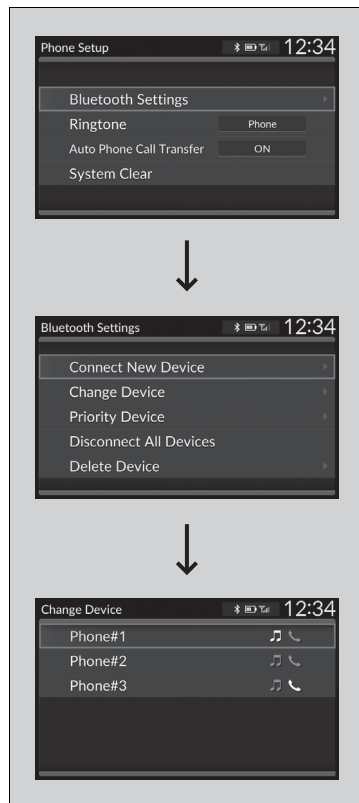 Phone Setup 12:34
Bluetooth Settings
Ringtone Phone
Auto Phone Call Transfer ON
System Clear
Bluetooth Settings 12:34
Connect New Device
Change Device
Priority Device
Disconnect All Devices
Delete Device
Change Device 12:34
Phone#1
Phone#2
Phone#3